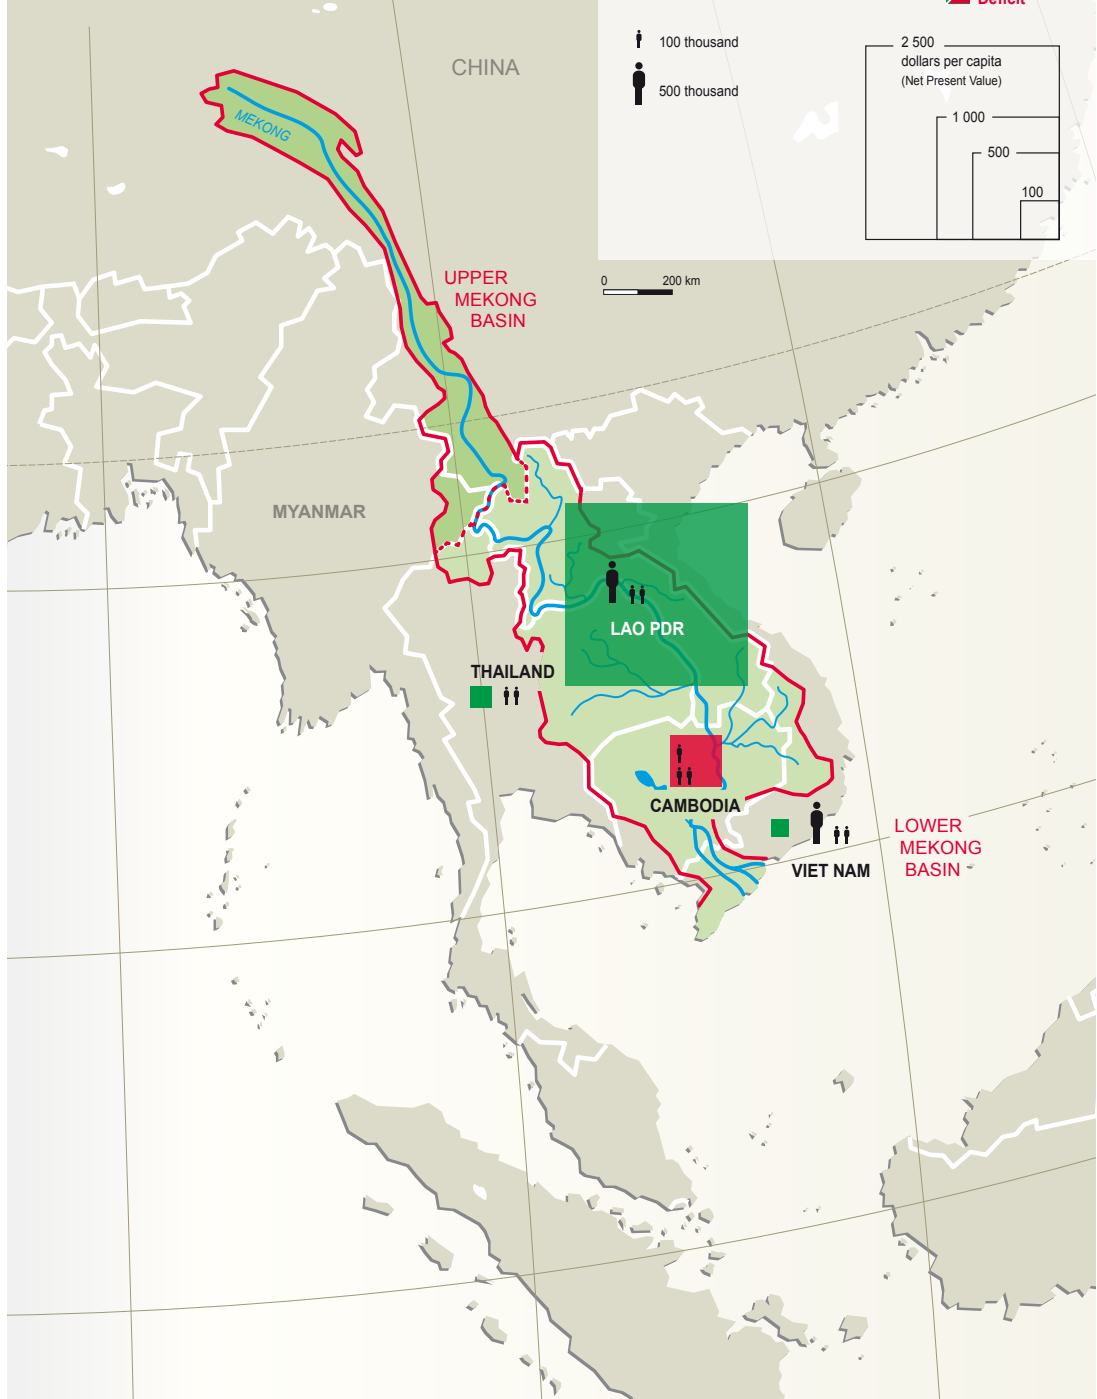 Deficit
100 thousand
500 thousand
2 500
dollars per capita
(Net Present Value)
1 000
500
100
CHINA
MEKONG
UPPER
MEKONG
BASIN
0 200 km
MYANMAR
LAO PDR
THAILAND
CAMBODIA
VIET NAM
LOWER
MEKONG
BASIN